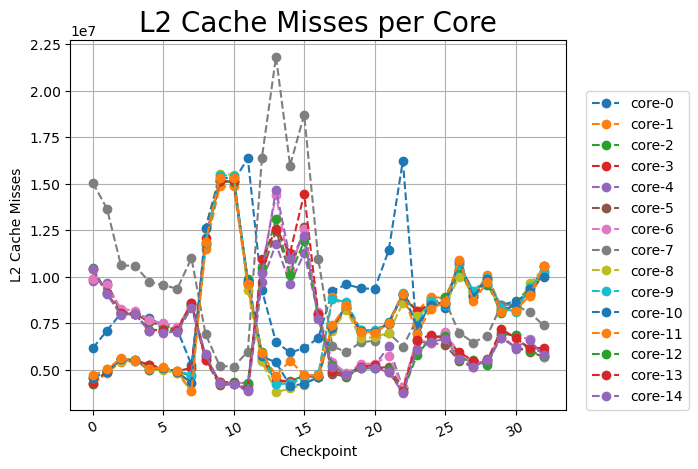 L2 Cache Misses per Core
1e7
2.25
2.00
1.75
1.50
1.25
1.00
0.75
0.50
L2 Cache Misses
0
5
10
15
20
25
30
Checkpoint
core-0
core-1
core-2
core-3
core-4
core-5
core-6
core-7
core-8
core-9
core-10
core-11
core-12
core-13
core-14